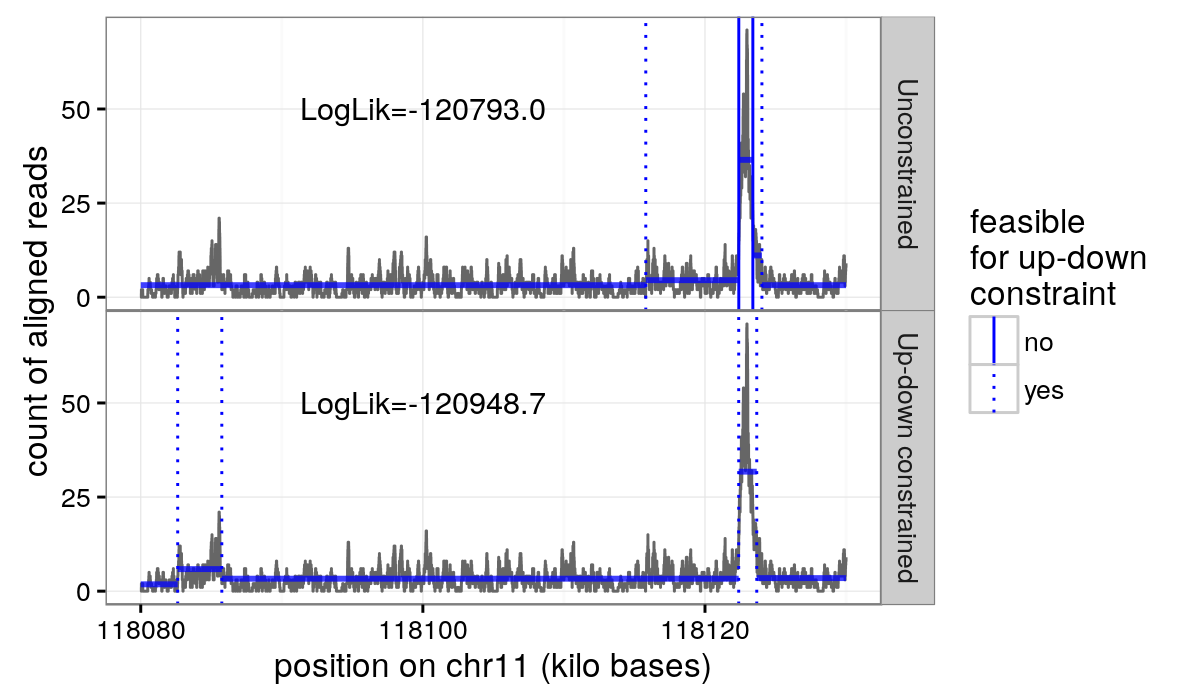 count of aligned reads
50
25
0
LogLik=-120793.0
Unconstrained
50
25
0
LogLik=-120948.7
Up-down constrained
118080
118100
118120
position on chr11 (kilo bases)
feasible
for up-down
constraint
no
yes